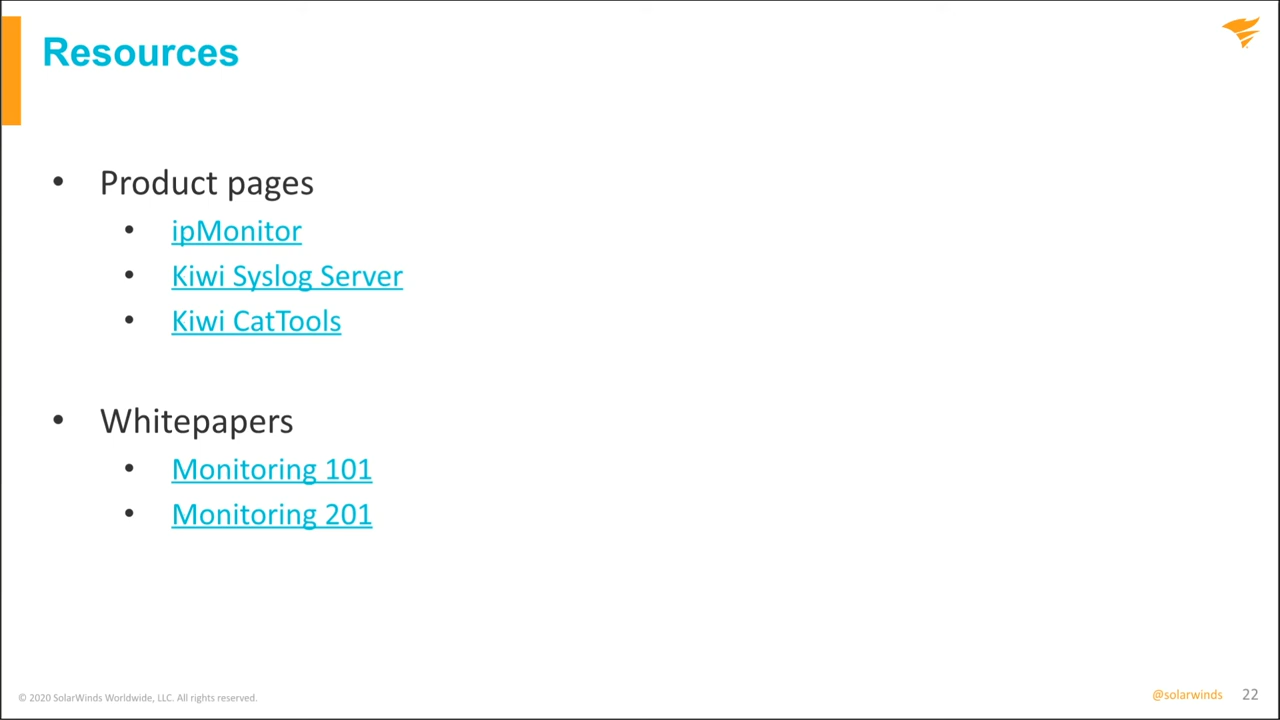 Resources
• Product pages
• ipMonitor
• Kiwi Syslog Server
• Kiwi CatTools
• Whitepapers
• Monitoring 101
• Monitoring 201
© 2020 SolarWinds Worldwide, LLC. All rights reserved.
@solarwinds 22